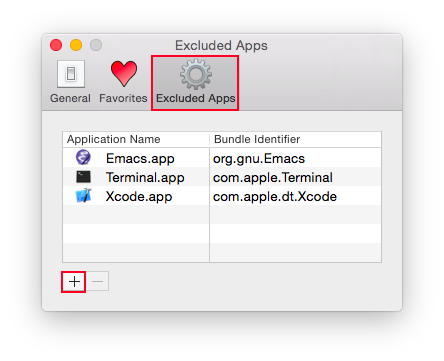 Excluded Apps
General Favorites Excluded Apps
Application Name Bundle Identifier
Emacs.app org.gnu.Emacs
Terminal.app com.apple.Terminal
Xcode.app com.apple.dt.Xcode